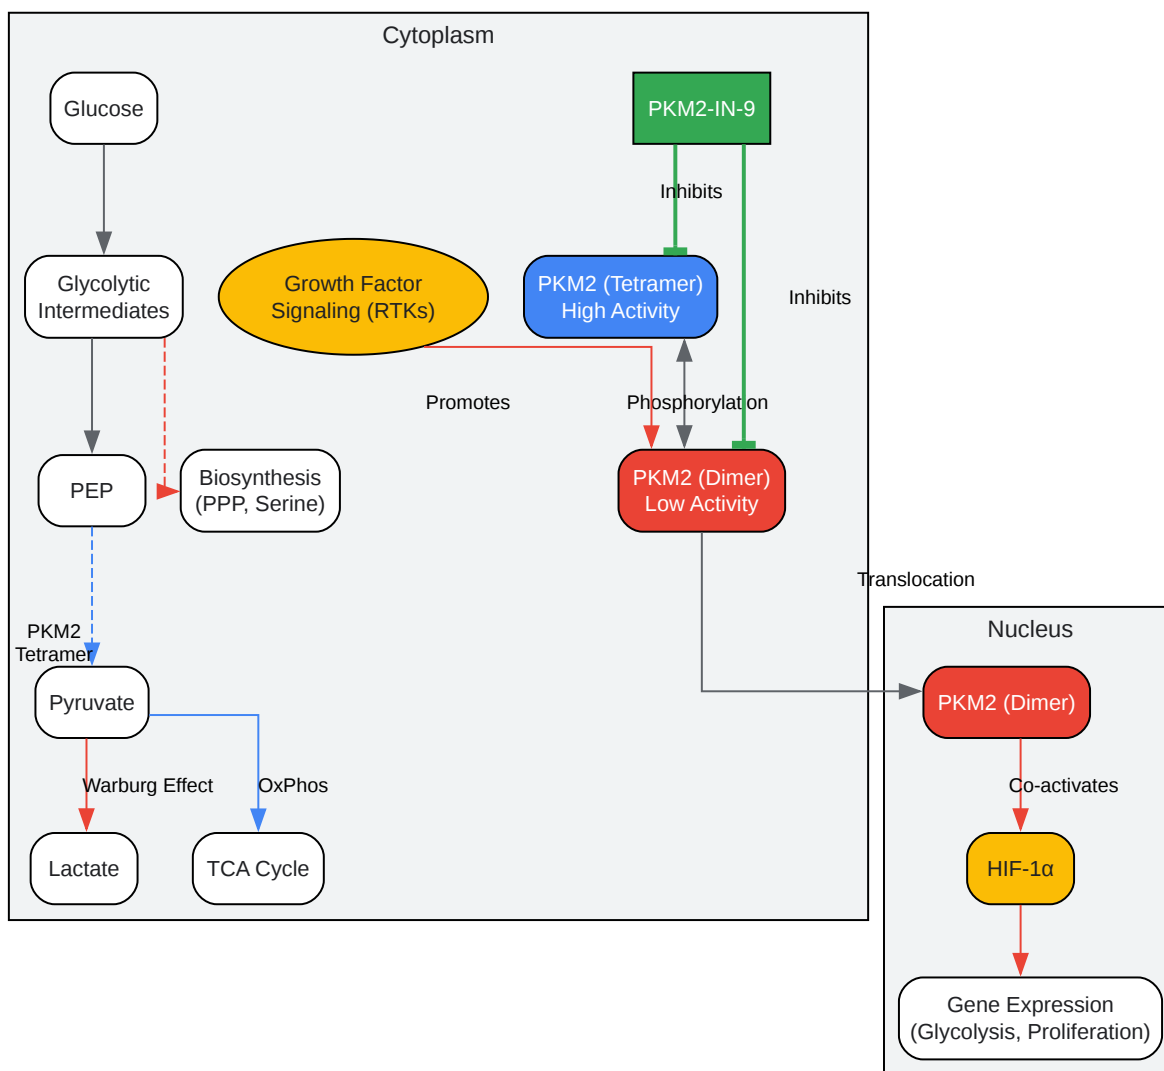 Cytoplasm
Glucose
PKM2-IN-9
Inhibits
Glycolytic
Intermediates
Growth Factor
Signaling (RTKs)
PKM2 (Tetramer)
High Activity
Inhibits
Promotes
Phosphorylation
PEP
Biosynthesis
(PPP, Serine)
PKM2 (Dimer)
Low Activity
Translocation
PKM2
Tetramer
Nucleus
Pyruvate
PKM2 (Dimer)
Warburg Effect
OxPhos
Co-activates
Lactate
TCA Cycle
HIF-1α
Gene Expression
(Glycolysis, Proliferation)